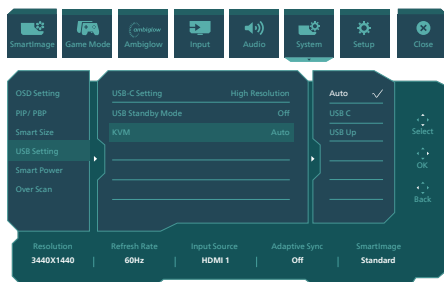 SmartImage
Game Mode
ambiglow
Ambiglow
Input
Audio
System
Setup
Close
OSD Setting
PIP/ PBP
Smart Size
USB Setting
Smart Power
Over Scan
USB-C Setting High Resolution
USB Standby Mode Off
KVM Auto
Auto
USB C
USB Up
Select
OK
Back
Resolution Refresh Rate Input Source Adaptive Sync SmartImage
3440X1440 | 60Hz | HDMI 1 | Off | Standard